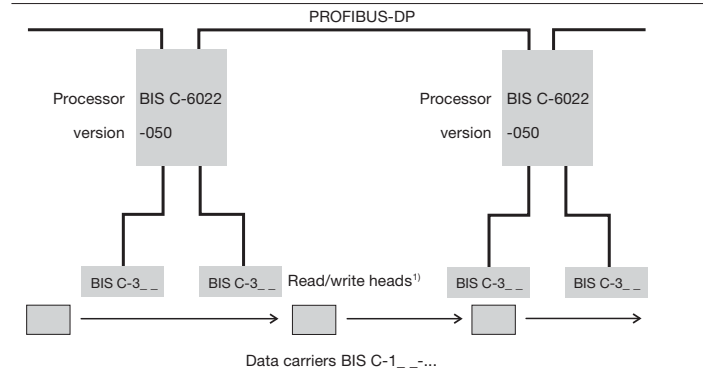 PROFIBUS-DP
Processor BIS C-6022 Processor BIS C-6022
version -050 version -050
BIS C-3_ _ BIS C-3_ _ Read/write heads¹⁾ BIS C-3_ _ BIS C-3_ _
Data carriers BIS C-1_ _-...